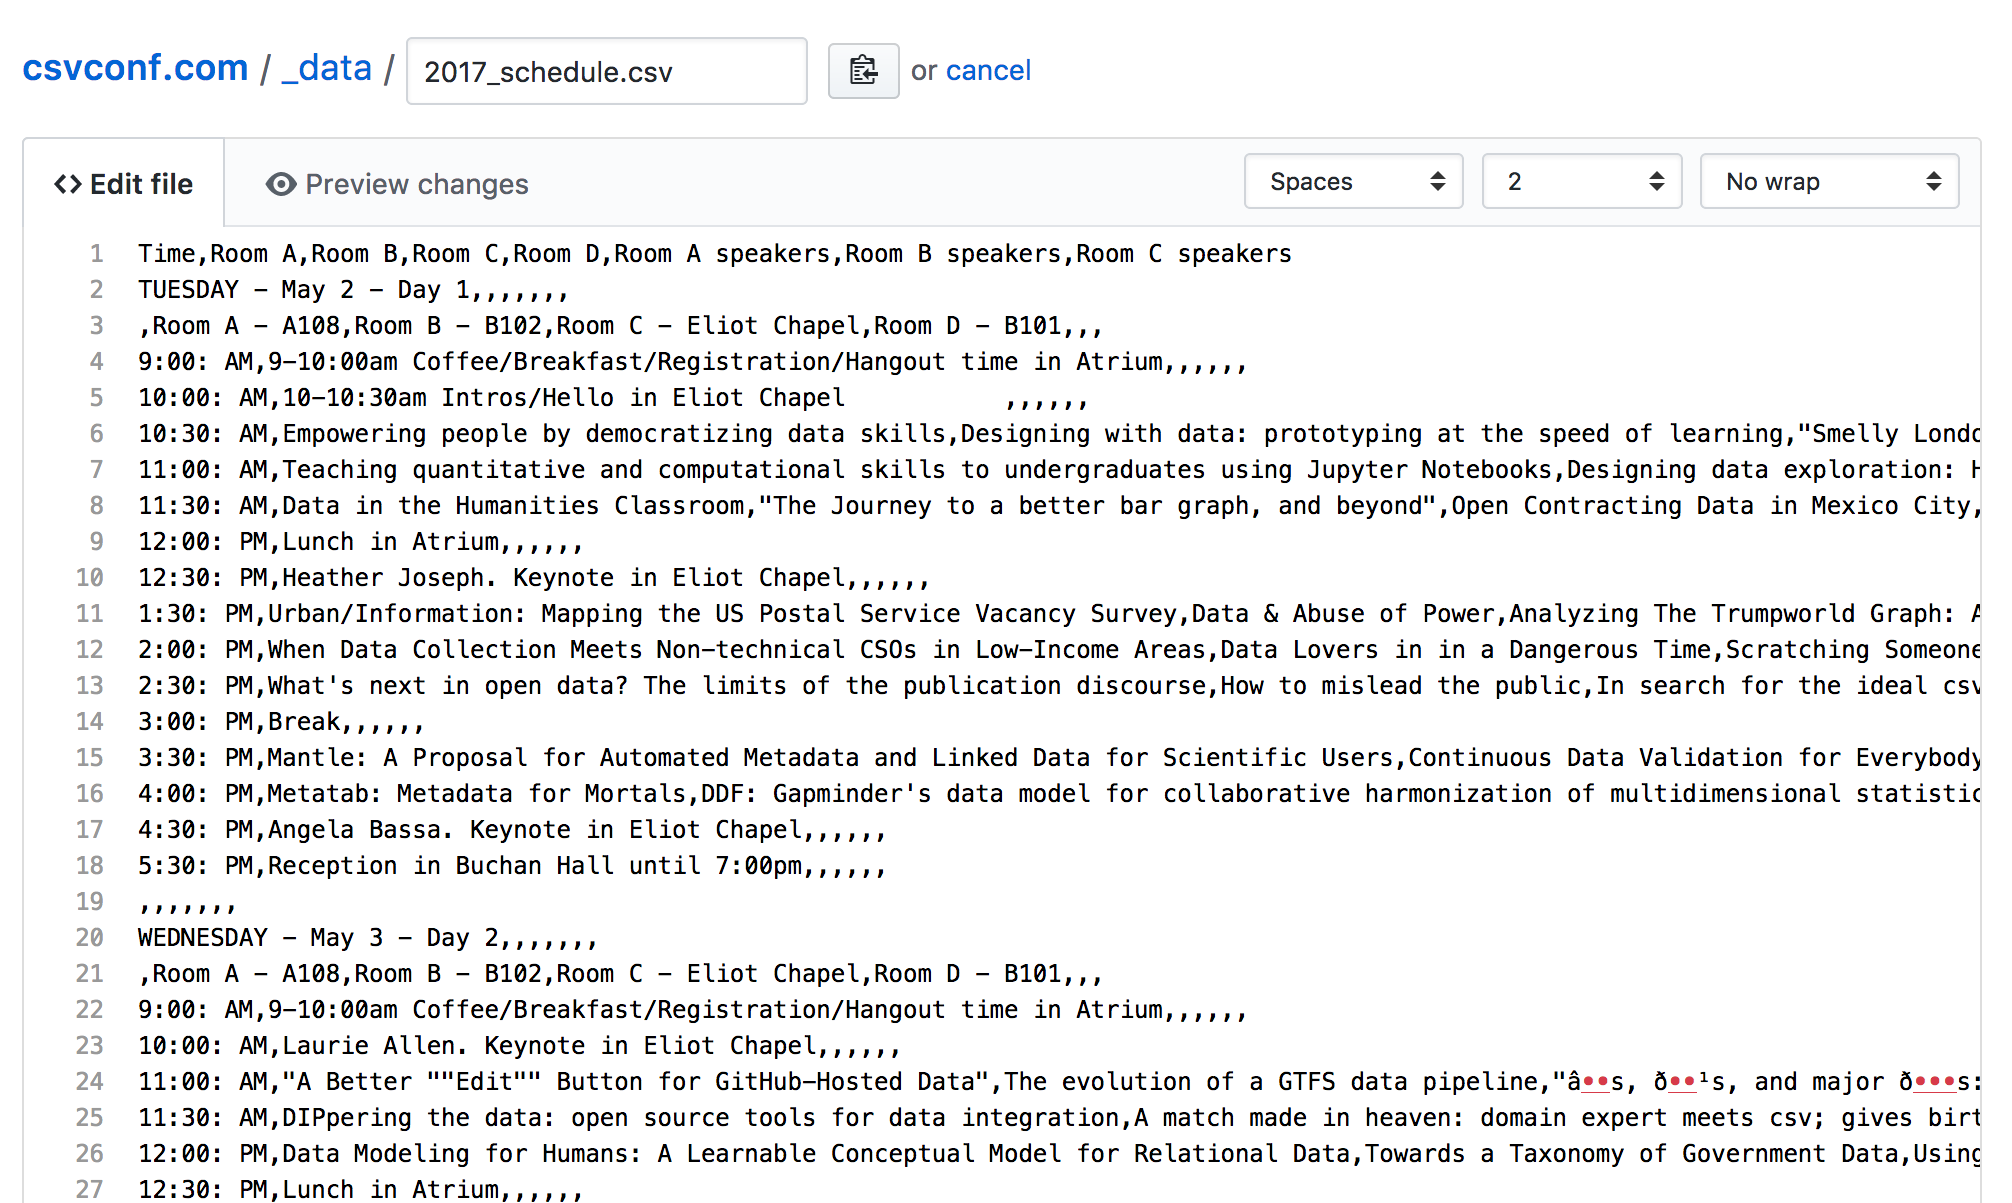 csvconf.com / _data / 2017_schedule.csv or cancel
Edit file Preview changes Spaces 2 No wrap
1 Time,Room A,Room B,Room C,Room D,Room A speakers,Room B speakers,Room C speakers
2 TUESDAY - May 2 - Day 1,,,,,,,
3 ,Room A - A108,Room B - B102,Room C - Eliot Chapel,Room D - B101,,,
4 9:00: AM,9-10:00am Coffee/Breakfast/Registration/Hangout time in Atrium,,,,,,
5 10:00: AM,10-10:30am Intros/Hello in Eliot Chapel           ,,,,,,
6 10:30: AM,Empowering people by democratizing data skills,Designing with data: prototyping at the speed of learning,"Smelly Londo
7 11:00: AM,Teaching quantitative and computational skills to undergraduates using Jupyter Notebooks,Designing data exploration: H
8 11:30: AM,Data in the Humanities Classroom,"The Journey to a better bar graph, and beyond",Open Contracting Data in Mexico City,
9 12:00: PM,Lunch in Atrium,,,,,,
10 12:30: PM,Heather Joseph. Keynote in Eliot Chapel,,,,,,
11 1:30: PM,Urban/Information: Mapping the US Postal Service Vacancy Survey,Data & Abuse of Power,Analyzing The Trumpworld Graph: A
12 2:00: PM,When Data Collection Meets Non-technical CSOs in Low-Income Areas,Data Lovers in in a Dangerous Time,Scratching Someone
13 2:30: PM,What's next in open data? The limits of the publication discourse,How to mislead the public,In search for the ideal csv
14 3:00: PM,Break,,,,,,
15 3:30: PM,Mantle: A Proposal for Automated Metadata and Linked Data for Scientific Users,Continuous Data Validation for Everybody
16 4:00: PM,Metatab: Metadata for Mortals,DDF: Gapminder's data model for collaborative harmonization of multidimensional statistic
17 4:30: PM,Angela Bassa. Keynote in Eliot Chapel,,,,,,
18 5:30: PM,Reception in Buchan Hall until 7:00pm,,,,,,
19 ,,,,,,,
20 WEDNESDAY - May 3 - Day 2,,,,,,,
21 ,Room A - A108,Room B - B102,Room C - Eliot Chapel,Room D - B101,,,
22 9:00: AM,9-10:00am Coffee/Breakfast/Registration/Hangout time in Atrium,,,,,,
23 10:00: AM,Laurie Allen. Keynote in Eliot Chapel,,,,,,
24 11:00: AM,"A Better ""Edit"" Button for GitHub-Hosted Data",The evolution of a GTFS data pipeline,"â••s, ð••¹s, and major ð•••s:
25 11:30: AM,DIPpering the data: open source tools for data integration,A match made in heaven: domain expert meets csv; gives birt
26 12:00: PM,Data Modeling for Humans: A Learnable Conceptual Model for Relational Data,Towards a Taxonomy of Government Data,Using
27 12:30: PM,Lunch in Atrium,,,,,,